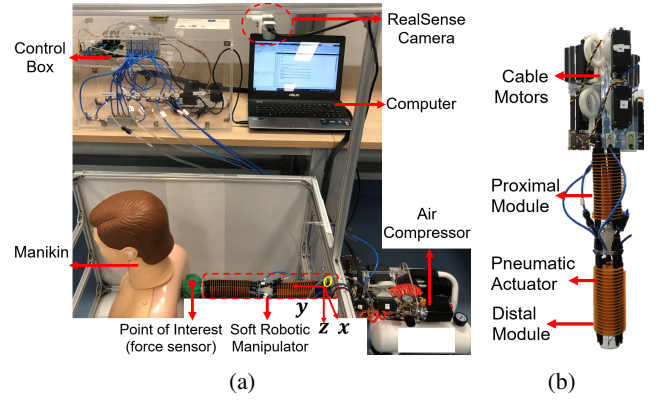 RealSense
Camera
Control
Box
ASUS
Computer
Cable
Motors
Proximal
Module
Air
Compressor
Manikin
Pneumatic
Actuator
Distal
Module
o
y
z
x
Point of Interest
(force sensor)
Soft Robotic
Manipulator
(a)
(b)